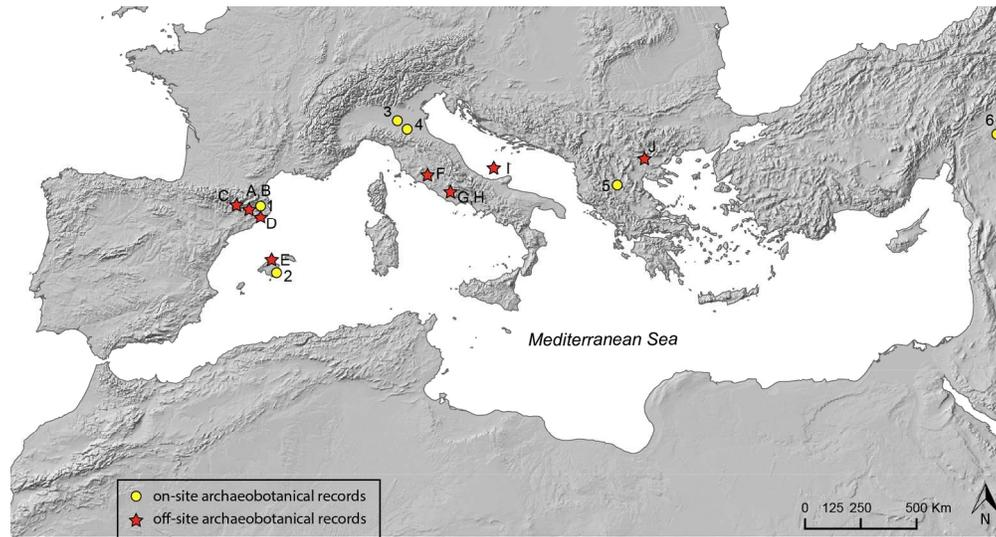 6
3
4
J
I
5
F
G,H
C
A,B
1
D
E
2
Mediterranean Sea
on-site archaeobotanical records
off-site archaeobotanical records
0 125 250 500 Km
N